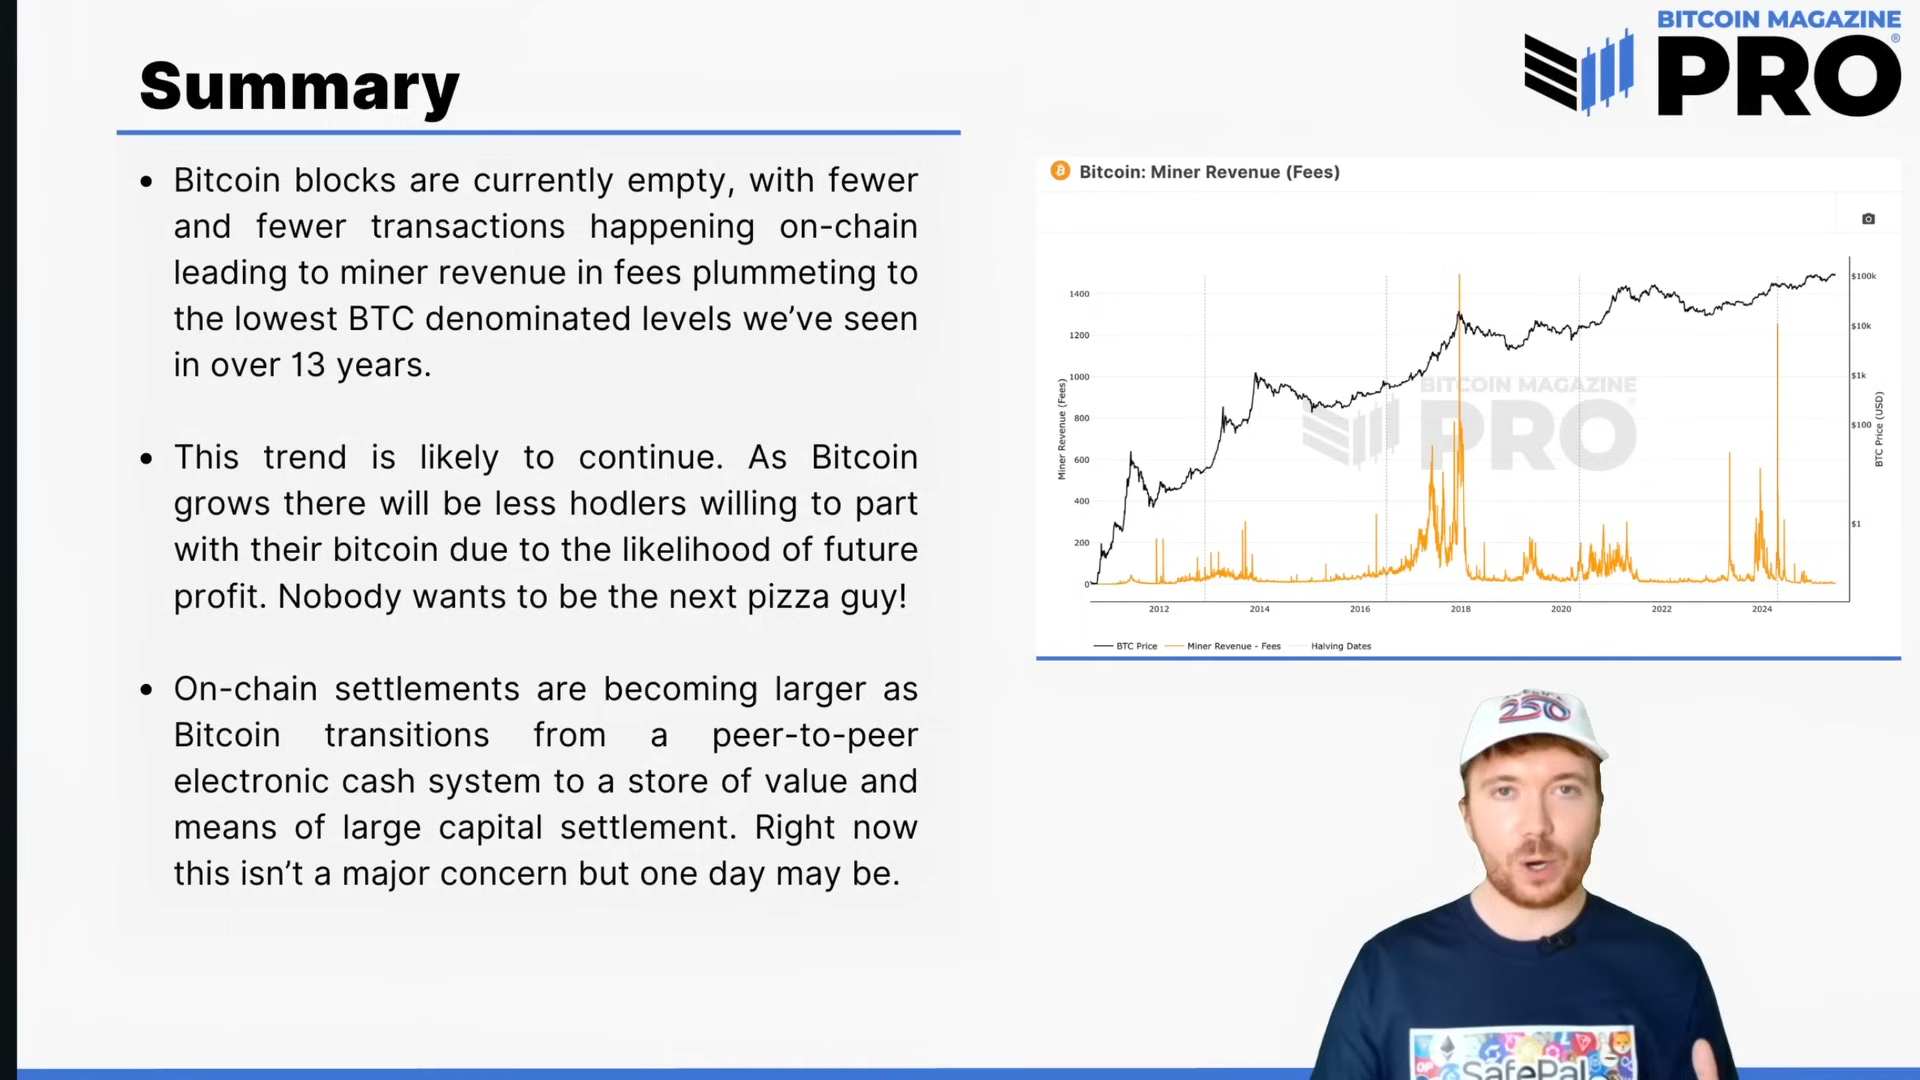 BITCOIN MAGAZINE
PRO
®
Summary
• Bitcoin blocks are currently empty, with fewer
and fewer transactions happening on-chain
leading to miner revenue in fees plummeting to
the lowest BTC denominated levels we’ve seen
in over 13 years.
• This trend is likely to continue. As Bitcoin
grows there will be less hodlers willing to part
with their bitcoin due to the likelihood of future
profit. Nobody wants to be the next pizza guy!
• On-chain settlements are becoming larger as
Bitcoin transitions from a peer-to-peer
electronic cash system to a store of value and
means of large capital settlement. Right now
this isn’t a major concern but one day may be.
Bitcoin: Miner Revenue (Fees)
1400
1200
1000
800
600
400
200
0
Miner Revenue (Fees)
BITCOIN MAGAZINE
PRO
$100k
$10k
$1k
$100
$1
BTC Price (USD)
2012 2014 2016 2018 2020 2022 2024
BTC Price Miner Revenue - Fees Halving Dates
250
SafePal